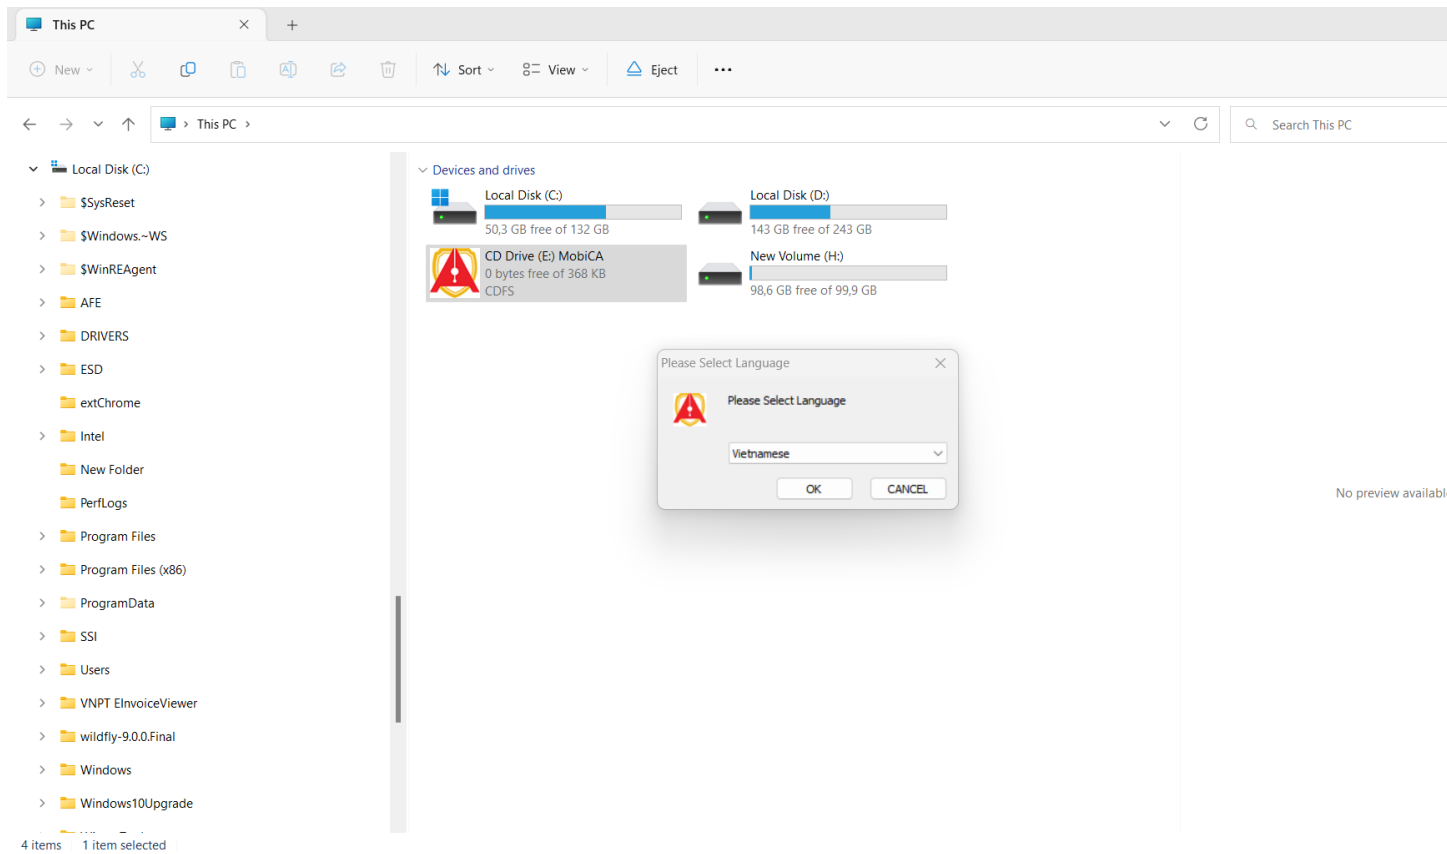 This PC
New
Sort
View
Eject
This PC
Search This PC
Local Disk (C:)
$SysReset
$Windows.~WS
$WinREAgent
AFE
DRIVERS
ESD
extChrome
Intel
New Folder
PerfLogs
Program Files
Program Files (x86)
ProgramData
SSI
Users
VNPT EInvoiceViewer
wildfly-9.0.0.Final
Windows
Windows10Upgrade
Devices and drives
Local Disk (C:)
50,3 GB free of 132 GB
Local Disk (D:)
143 GB free of 243 GB
CD Drive (E:) MobiCA
0 bytes free of 368 KB
CDFS
New Volume (H:)
98,6 GB free of 99,9 GB
Please Select Language
Please Select Language
Vietnamese
OK
CANCEL
No preview available
4 items
1 item selected